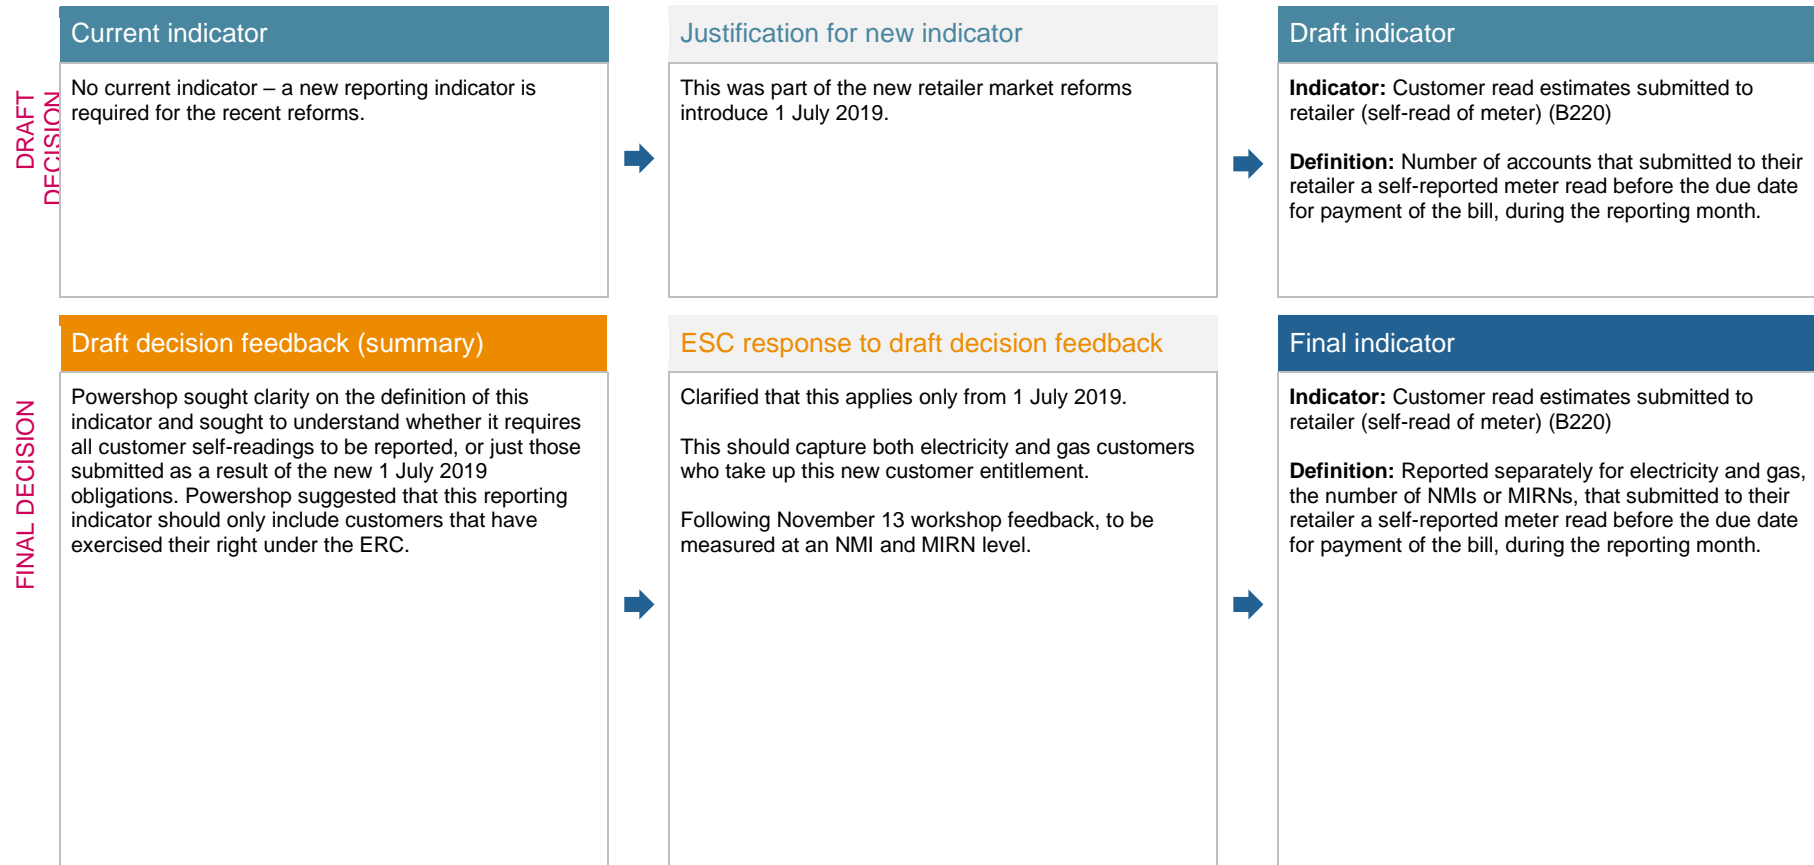 DRAFT
DECISION
Current indicator
No current indicator – a new reporting indicator is
required for the recent reforms.
Justification for new indicator
This was part of the new retailer market reforms
introduce 1 July 2019.
Draft indicator
Indicator: Customer read estimates submitted to
retailer (self-read of meter) (B220)
Definition: Number of accounts that submitted to their
retailer a self-reported meter read before the due date
for payment of the bill, during the reporting month.
FINAL DECISION
Draft decision feedback (summary)
Powershop sought clarity on the definition of this
indicator and sought to understand whether it requires
all customer self-readings to be reported, or just those
submitted as a result of the new 1 July 2019
obligations. Powershop suggested that this reporting
indicator should only include customers that have
exercised their right under the ERC.
ESC response to draft decision feedback
Clarified that this applies only from 1 July 2019.
This should capture both electricity and gas customers
who take up this new customer entitlement.
Following November 13 workshop feedback, to be
measured at an NMI and MIRN level.
Final indicator
Indicator: Customer read estimates submitted to
retailer (self-read of meter) (B220)
Definition: Reported separately for electricity and gas,
the number of NMIs or MIRNs, that submitted to their
retailer a self-reported meter read before the due date
for payment of the bill, during the reporting month.